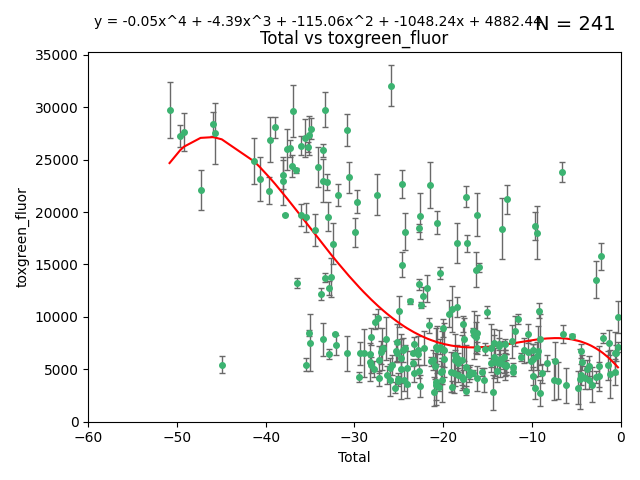 y = -0.05x^4 + -4.39x^3 + -115.06x^2 + -1048.24x + 4882.44
N = 241
Total vs toxgreen_fluor
35000
30000
25000
20000
15000
10000
5000
0
toxgreen_fluor
−60 −50 −40 −30 −20 −10 0
Total